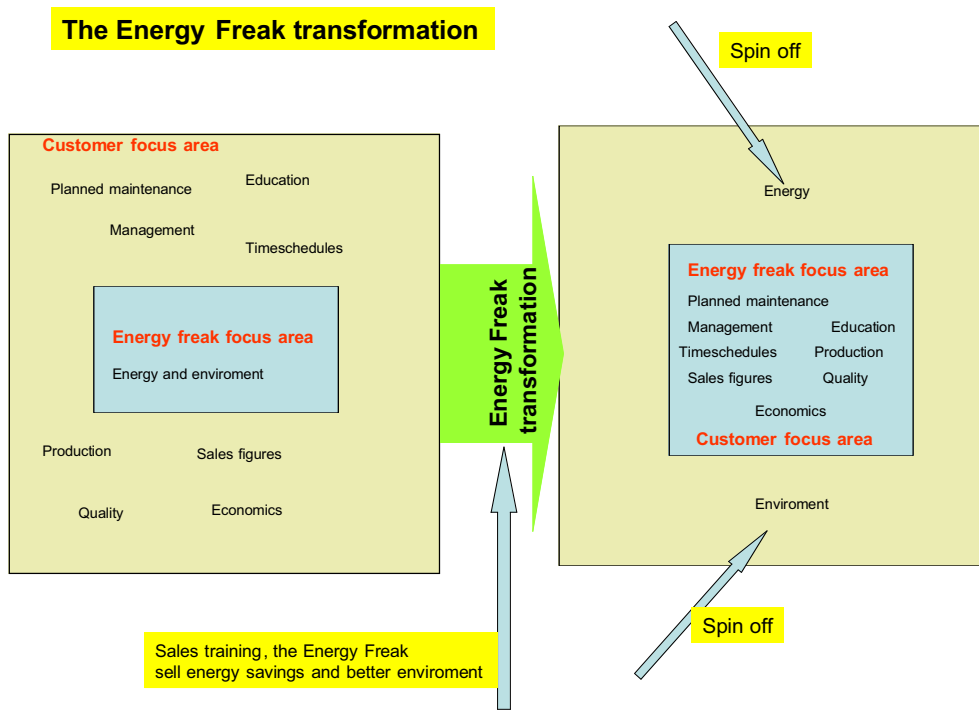 The Energy Freak transformation
Spin off
Customer focus area
Planned maintenance
Education
Management
Timeschedules
Energy freak focus area
Energy and enviroment
Production
Sales figures
Quality
Economics
Energy Freak
transformation
Sales training, the Energy Freak
sell energy savings and better enviroment
Energy
Energy freak focus area
Planned maintenance
Management
Education
Timeschedules
Production
Sales figures
Quality
Economics
Customer focus area
Enviroment
Spin off